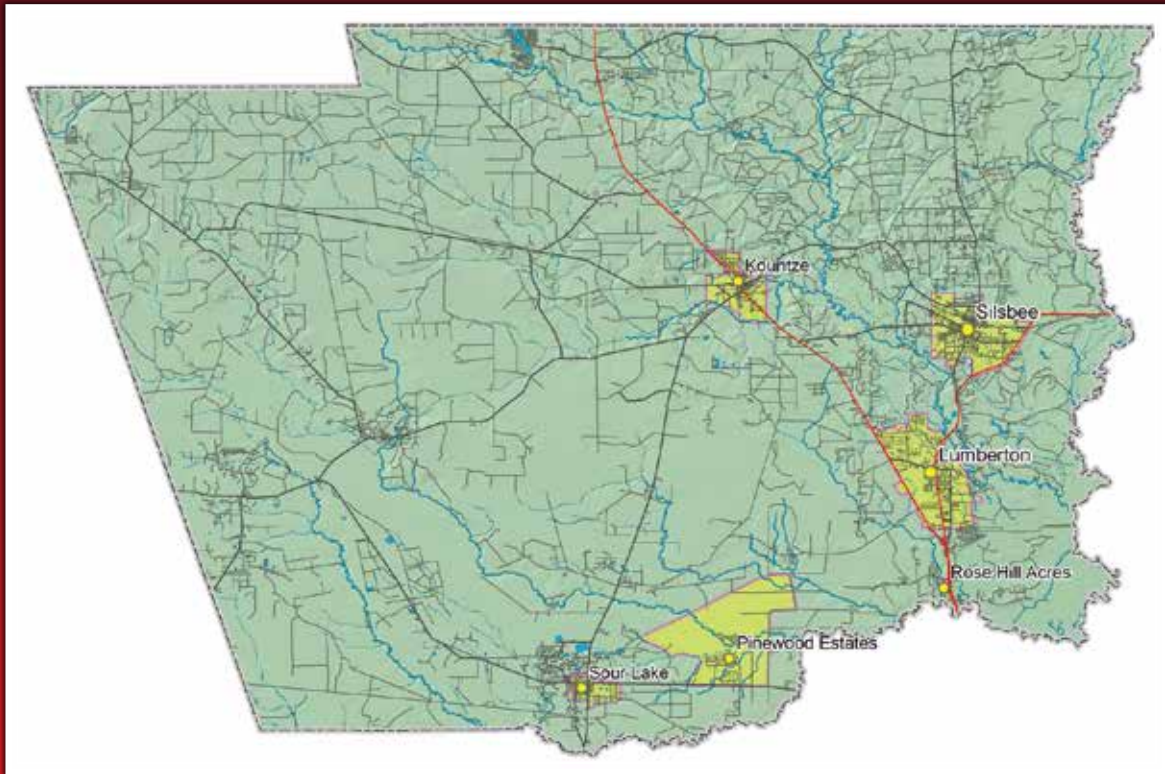 Kountze
Silsbee
Lumberton
Rose Hill Acres
Pinewood Estates
Sour Lake